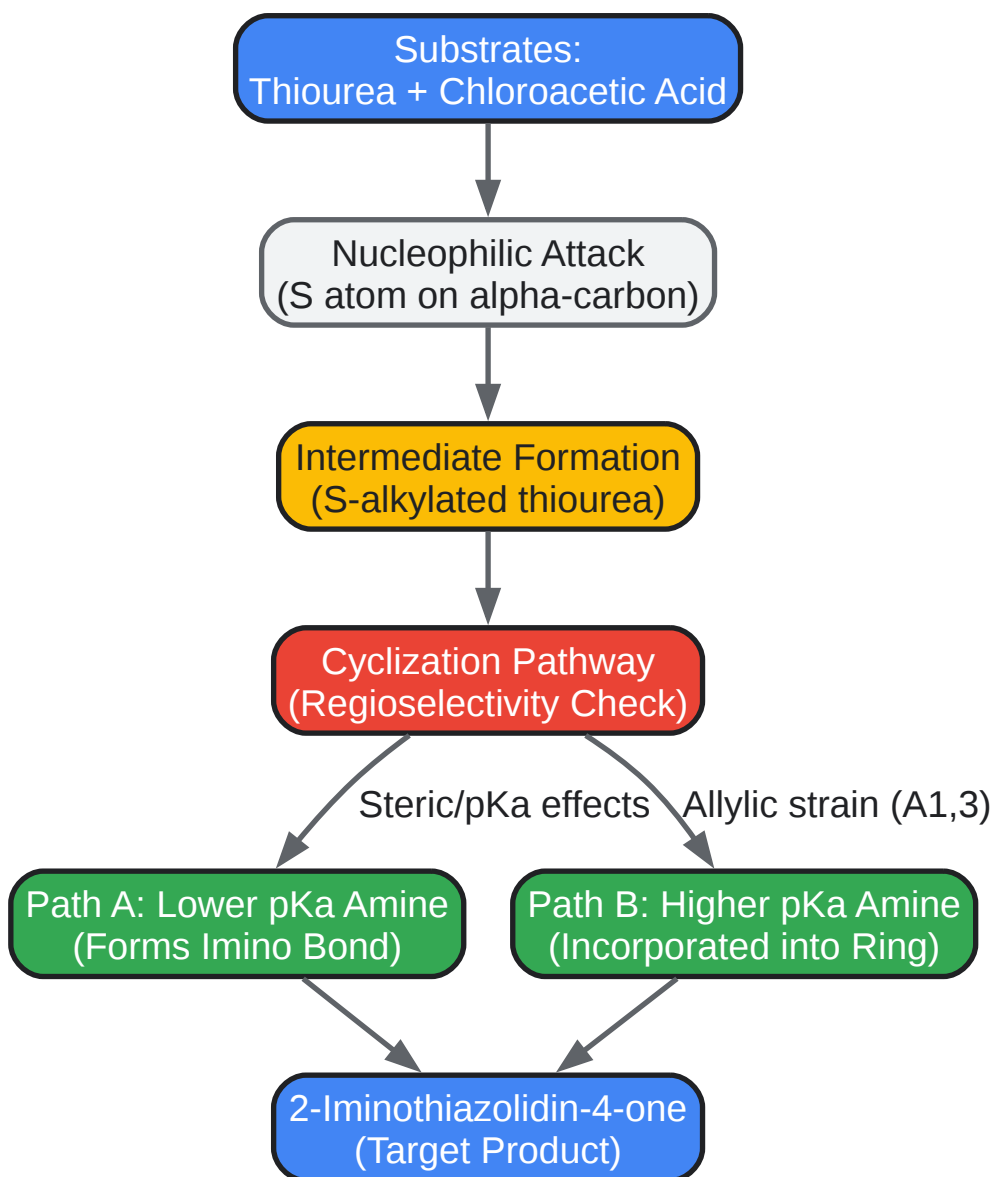 Substrates:
Thiourea + Chloroacetic Acid
Nucleophilic Attack
(S atom on alpha-carbon)
Intermediate Formation
(S-alkylated thiourea)
Cyclization Pathway
(Regioselectivity Check)
Steric/pKa effects
Allylic strain (A1,3)
Path A: Lower pKa Amine
(Forms Imino Bond)
Path B: Higher pKa Amine
(Incorporated into Ring)
2-Iminothiazolidin-4-one
(Target Product)